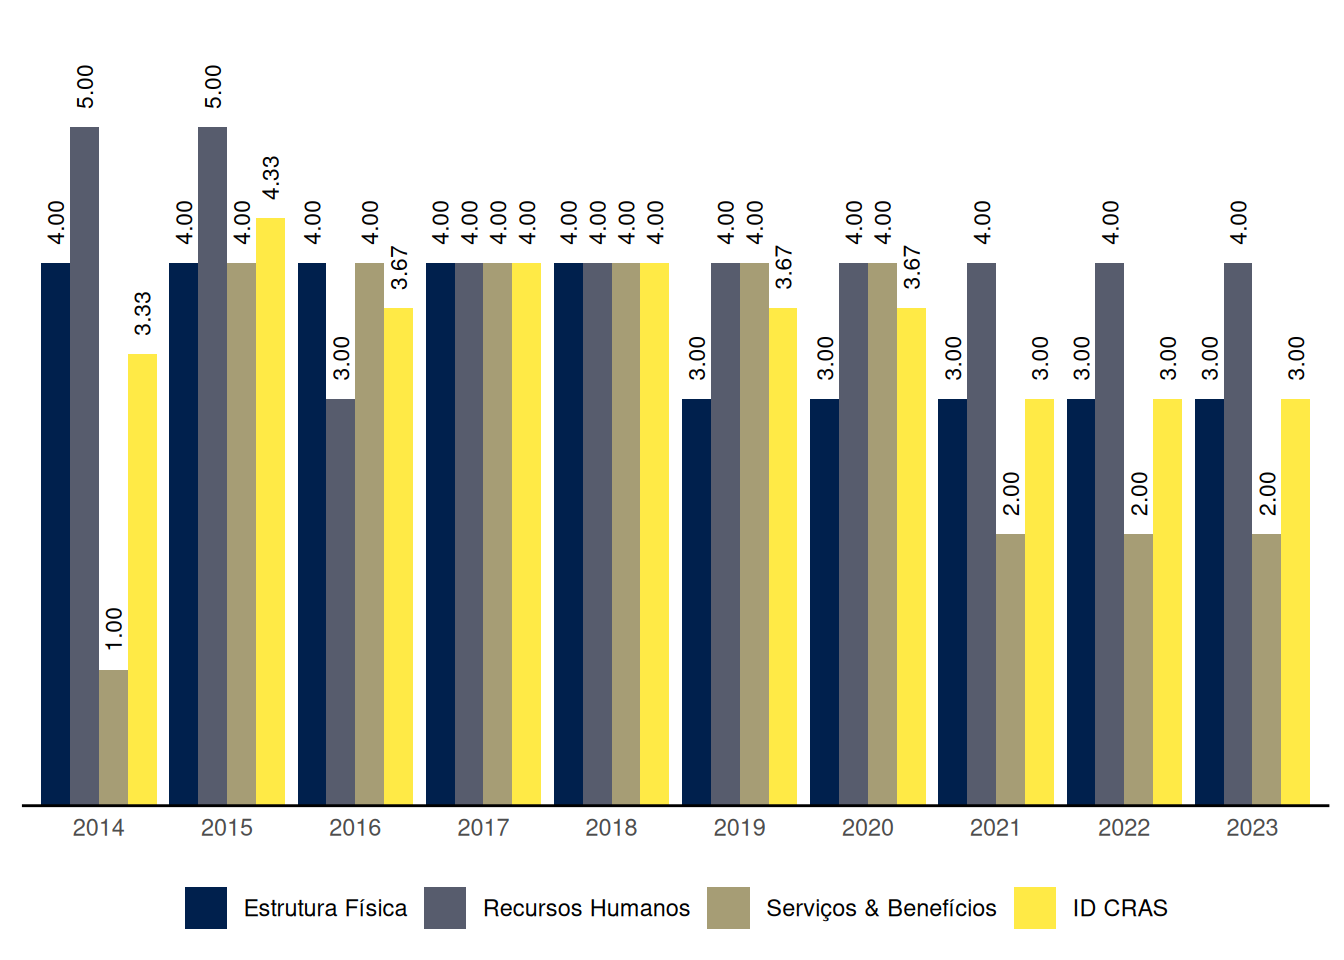 5.00 5.00
4.33
4.00 4.00 4.00 4.00 4.00 4.00 4.00 4.00 4.00 4.00 4.00 4.00 4.00 4.00 4.00 4.00 4.00 4.00 4.00 4.00
3.67 3.67 3.67
3.33
3.00 3.00 3.00 3.00 3.00 3.00 3.00 3.00 3.00
2.00 2.00 2.00
1.00
2014 2015 2016 2017 2018 2019 2020 2021 2022 2023
Estrutura Física Recursos Humanos Serviços & Benefícios ID CRAS